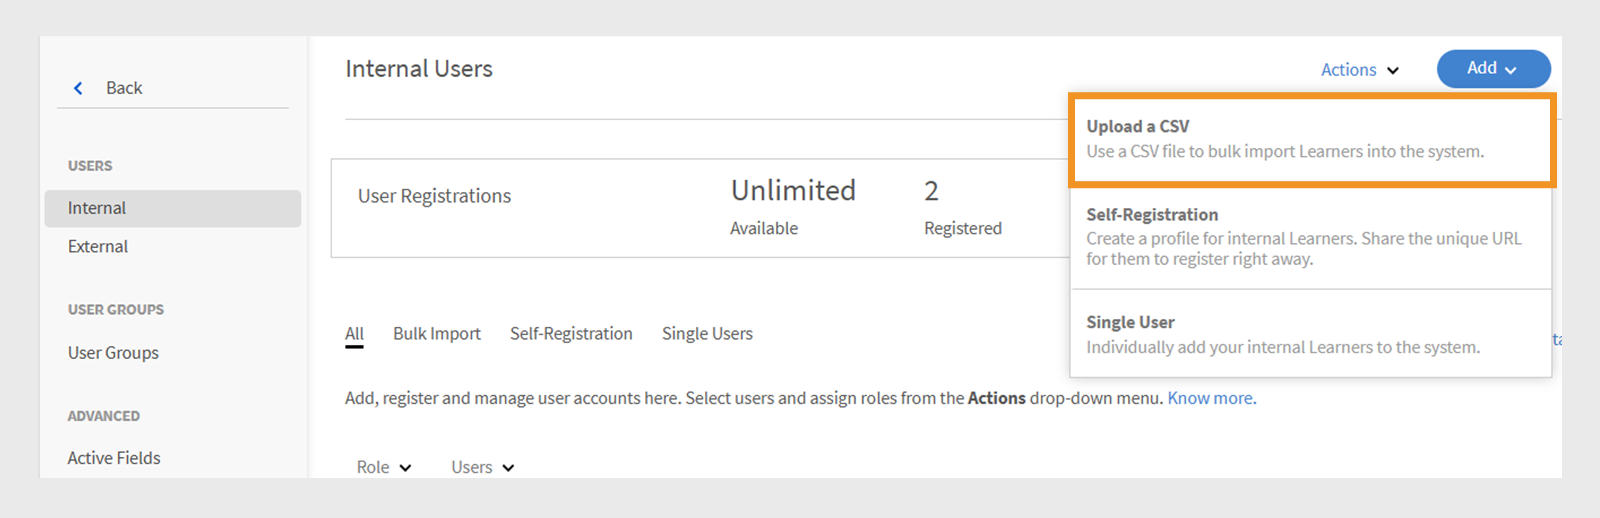 Back
USERS
Internal
External
USER GROUPS
User Groups
ADVANCED
Active Fields
Internal Users
Actions
Add
Upload a CSV
Use a CSV file to bulk import Learners into the system.
Self-Registration
Create a profile for internal Learners. Share the unique URL
for them to register right away.
Single User
Individually add your internal Learners to the system.
User Registrations
Unlimited
Available
2
Registered
All Bulk Import Self-Registration Single Users
Add, register and manage user accounts here. Select users and assign roles from the Actions drop-down menu. Know more.
Role Users